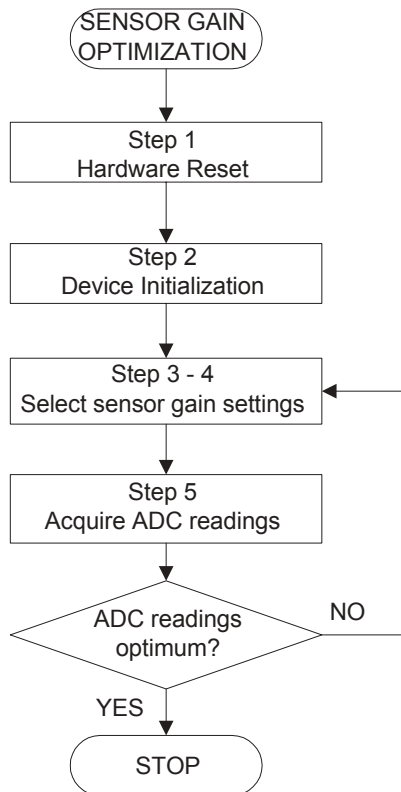 SENSOR GAIN
OPTIMIZATION
Step 1
Hardware Reset
Step 2
Device Initialization
Step 3 - 4
Select sensor gain settings
Step 5
Acquire ADC readings
ADC readings
optimum?
NO
YES
STOP